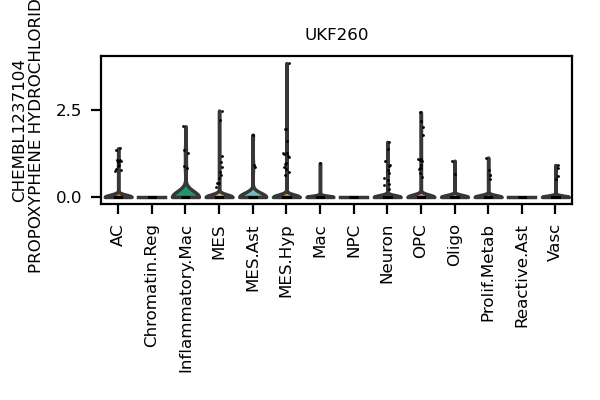 UKF260
CHEMBL1237104
PROPOXYPHENE HYDROCHLORID
2.5
0.0
AC
Chromatin.Reg
Inflammatory.Mac
MES
MES.Ast
MES.Hyp
Mac
NPC
Neuron
OPC
Oligo
Prolif.Metab
Reactive.Ast
Vasc